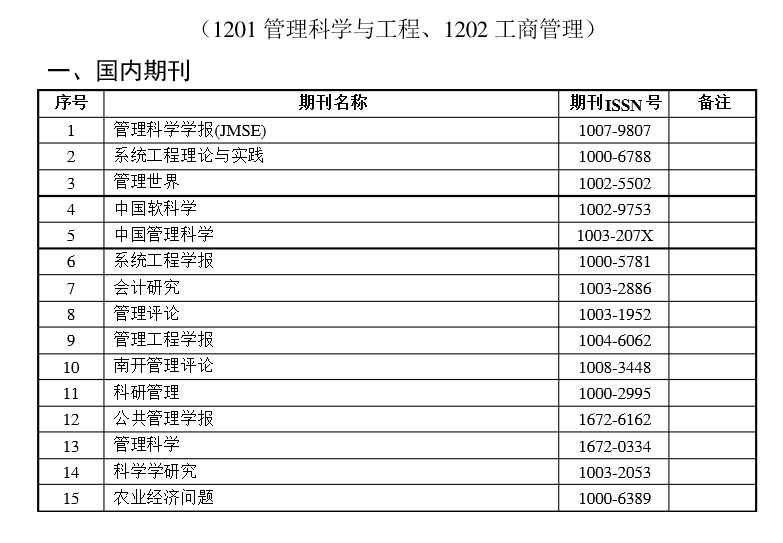 （1201 管理科学与工程、1202 工商管理）
一、国内期刊
序号 期刊名称 期刊 ISSN 号 备注
1 管理科学学报(JMSE) 1007-9807
2 系统工程理论与实践 1000-6788
3 管理世界 1002-5502
4 中国软科学 1002-9753
5 中国管理科学 1003-207X
6 系统工程学报 1000-5781
7 会计研究 1003-2886
8 管理评论 1003-1952
9 管理工程学报 1004-6062
10 南开管理评论 1008-3448
11 科研管理 1000-2995
12 公共管理学报 1672-6162
13 管理科学 1672-0334
14 科学学研究 1003-2053
15 农业经济问题 1000-6389